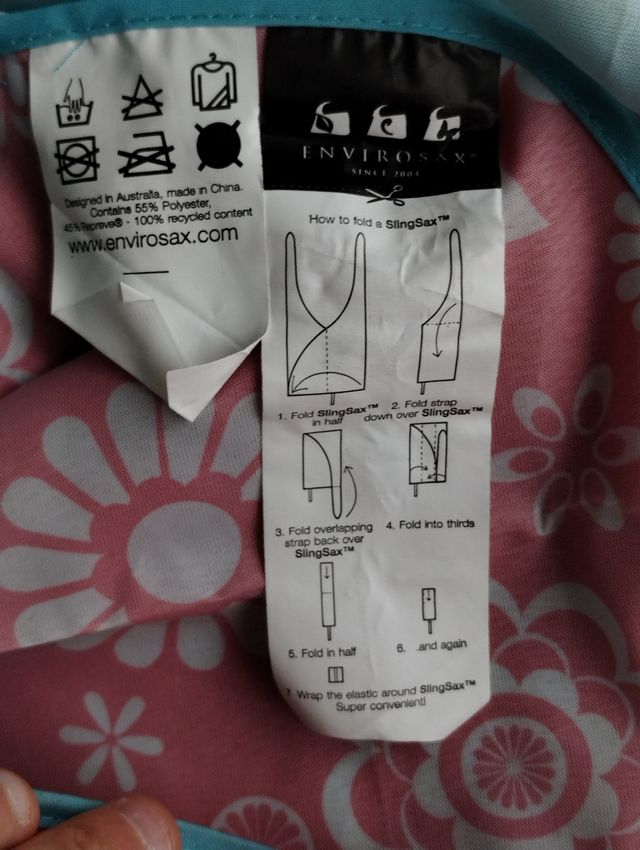 Designed in Australia, made in China.
Contains 55% Polyester,
45% Repreve® - 100% recycled content
www.envirosax.com
ENVIROSAX
SINCE 2004
How to fold a SlingSax™
1. Fold SlingSax™
in half
2. Fold strap
down over SlingSax™
3. Fold overlapping
strap back over
SlingSax™
4. Fold into thirds
5. Fold in half
6. .and again
7 Wrap the elastic around SlingSax™
Super convenient!